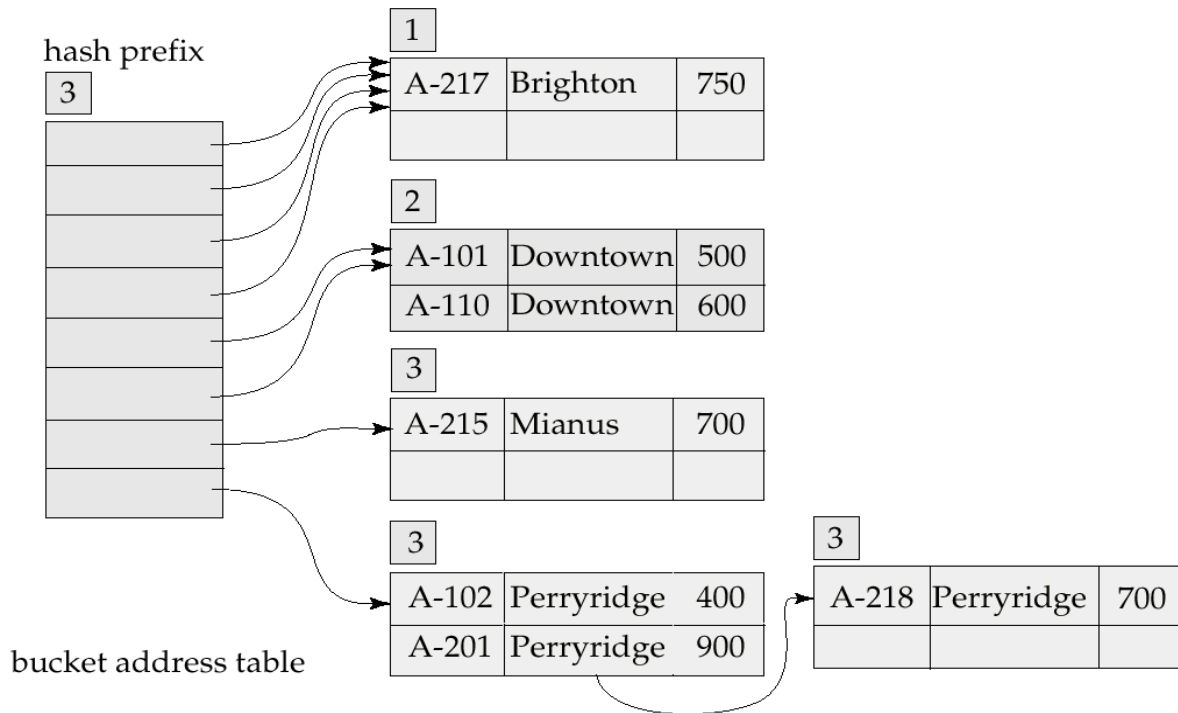 hash prefix
3
1
A-217 Brighton 750
2
A-101 Downtown 500
A-110 Downtown 600
3
A-215 Mianus 700
3
A-102 Perryridge 400
A-201 Perryridge 900
3
A-218 Perryridge 700
bucket address table